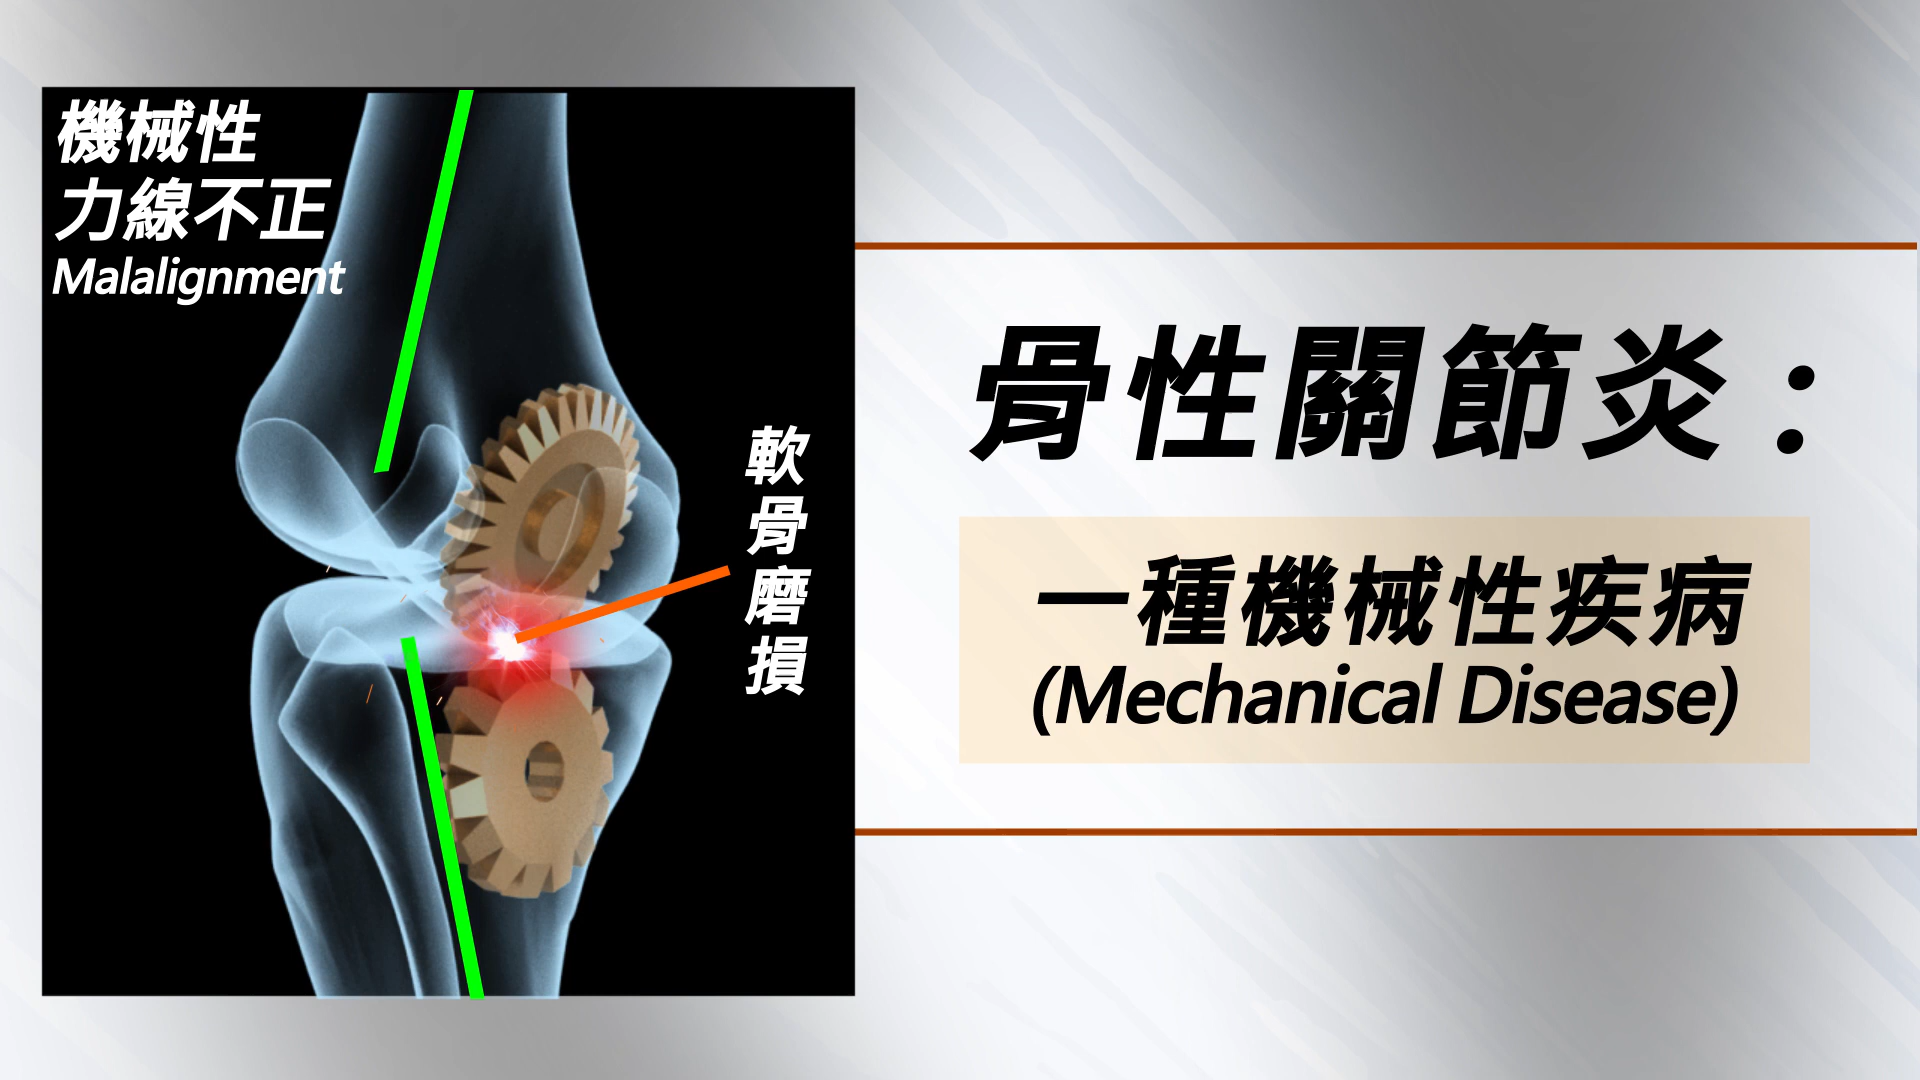 機械性
力線不正
Malalignment
軟骨磨損
骨性關節炎：
一種機械性疾病
(Mechanical Disease)